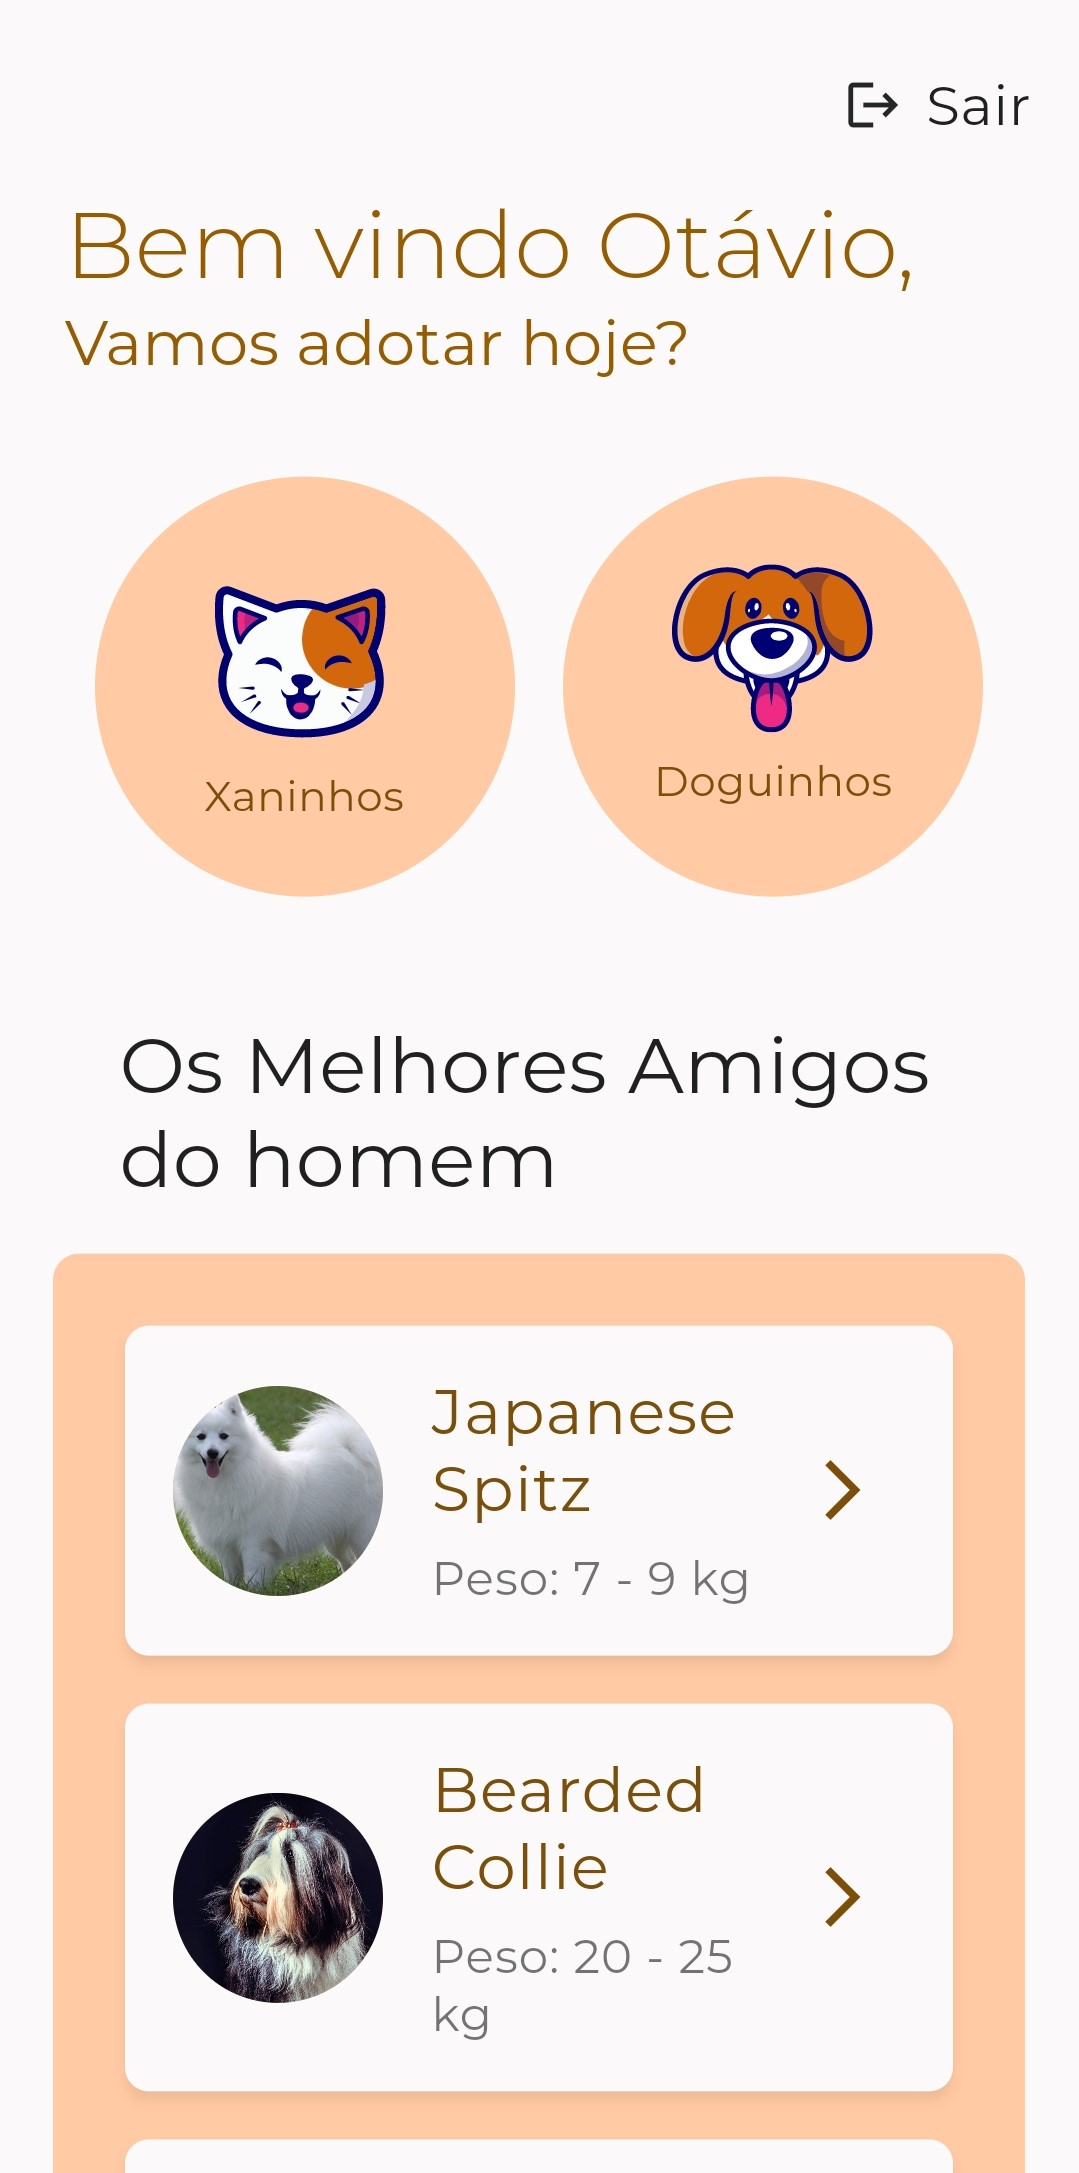 Sair
Bem vindo Otávio,
Vamos adotar hoje?
Xaninhos
Doguinhos
Os Melhores Amigos
do homem
Japanese
Spitz
Peso: 7 - 9 kg
Bearded
Collie
Peso: 20 - 25
kg